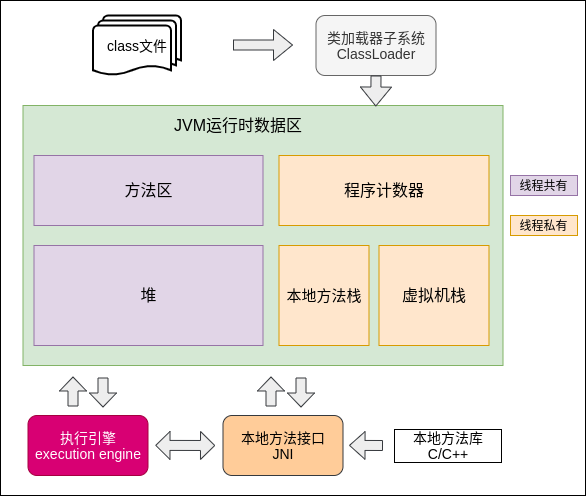 class文件
类加载器子系统
ClassLoader
JVM运行时数据区
方法区
程序计数器
线程共有
线程私有
堆
本地方法栈
虚拟机栈
执行引擎
execution engine
本地方法接口
JNI
本地方法库
C/C++